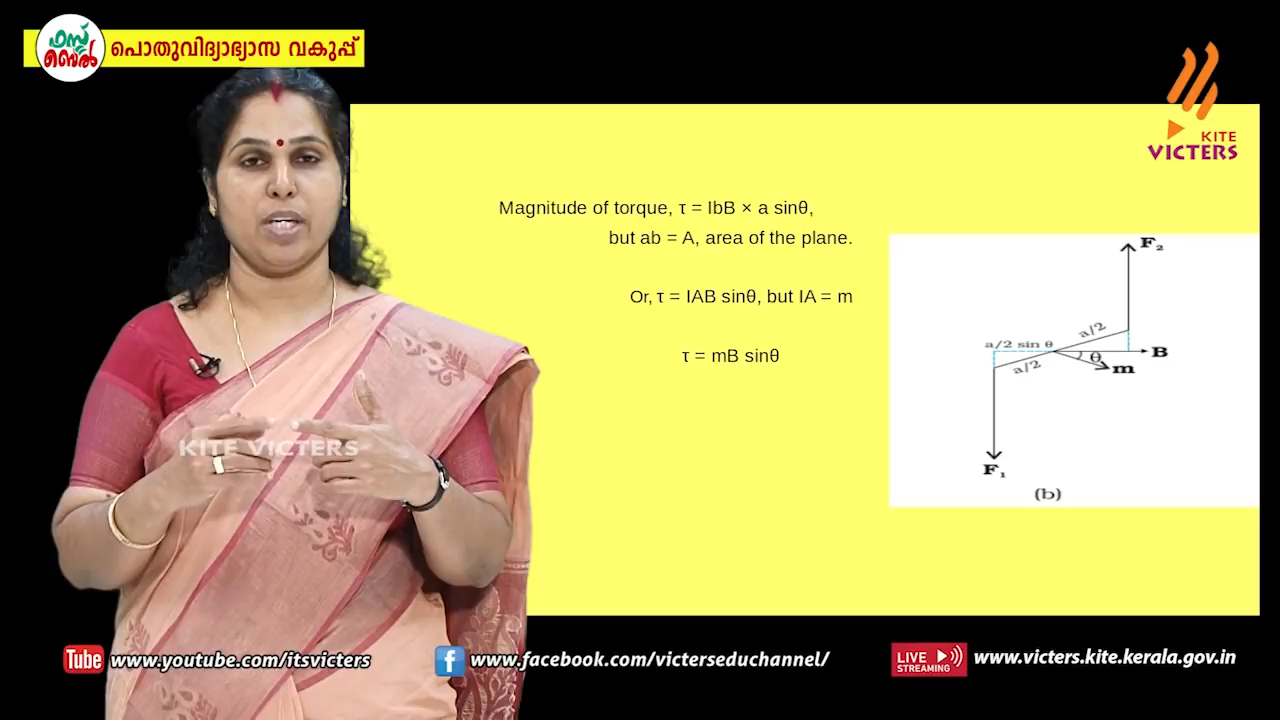 ഫസ്റ്റ്
ബെൽ
പൊതുവിദ്യാഭ്യാസ വകുപ്പ്
KITE
VICTERS
Magnitude of torque, τ = IbB × a sinθ,
but ab = A, area of the plane.
Or, τ = IAB sinθ, but IA = m
τ = mB sinθ
F₂
a/2
a/2 sin θ
θ
B
a/2
m
F₁
(b)
KITE VICTERS
Tube www.youtube.com/itsvicters
f www.facebook.com/victerseduchannel/
LIVE
STREAMING
www.victers.kite.kerala.gov.in